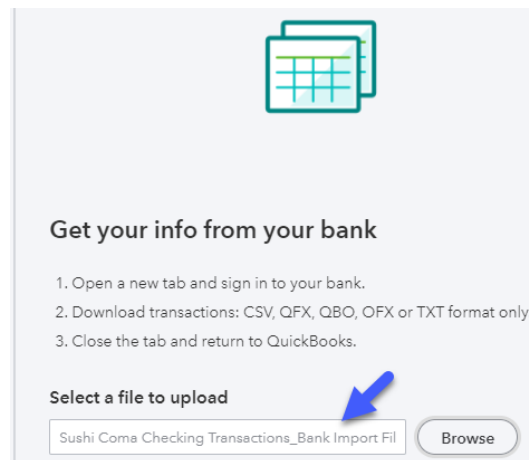 Get your info from your bank
1. Open a new tab and sign in to your bank.
2. Download transactions: CSV, QFX, QBO, OFX or TXT format only
3. Close the tab and return to QuickBooks.
Select a file to upload
Sushi Coma Checking Transactions_Bank Import Fil
Browse